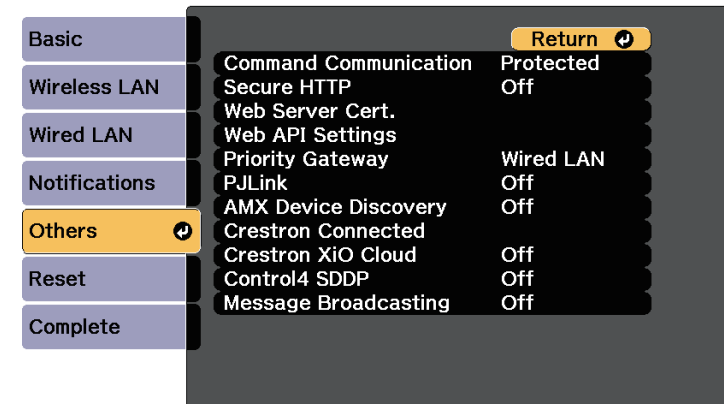 Basic
Wireless LAN
Wired LAN
Notifications
Others
Reset
Complete
Return
Command Communication Protected
Secure HTTP Off
Web Server Cert.
Web API Settings
Priority Gateway Wired LAN
PJLink Off
AMX Device Discovery Off
Crestron Connected
Crestron XiO Cloud Off
Control4 SDDP Off
Message Broadcasting Off